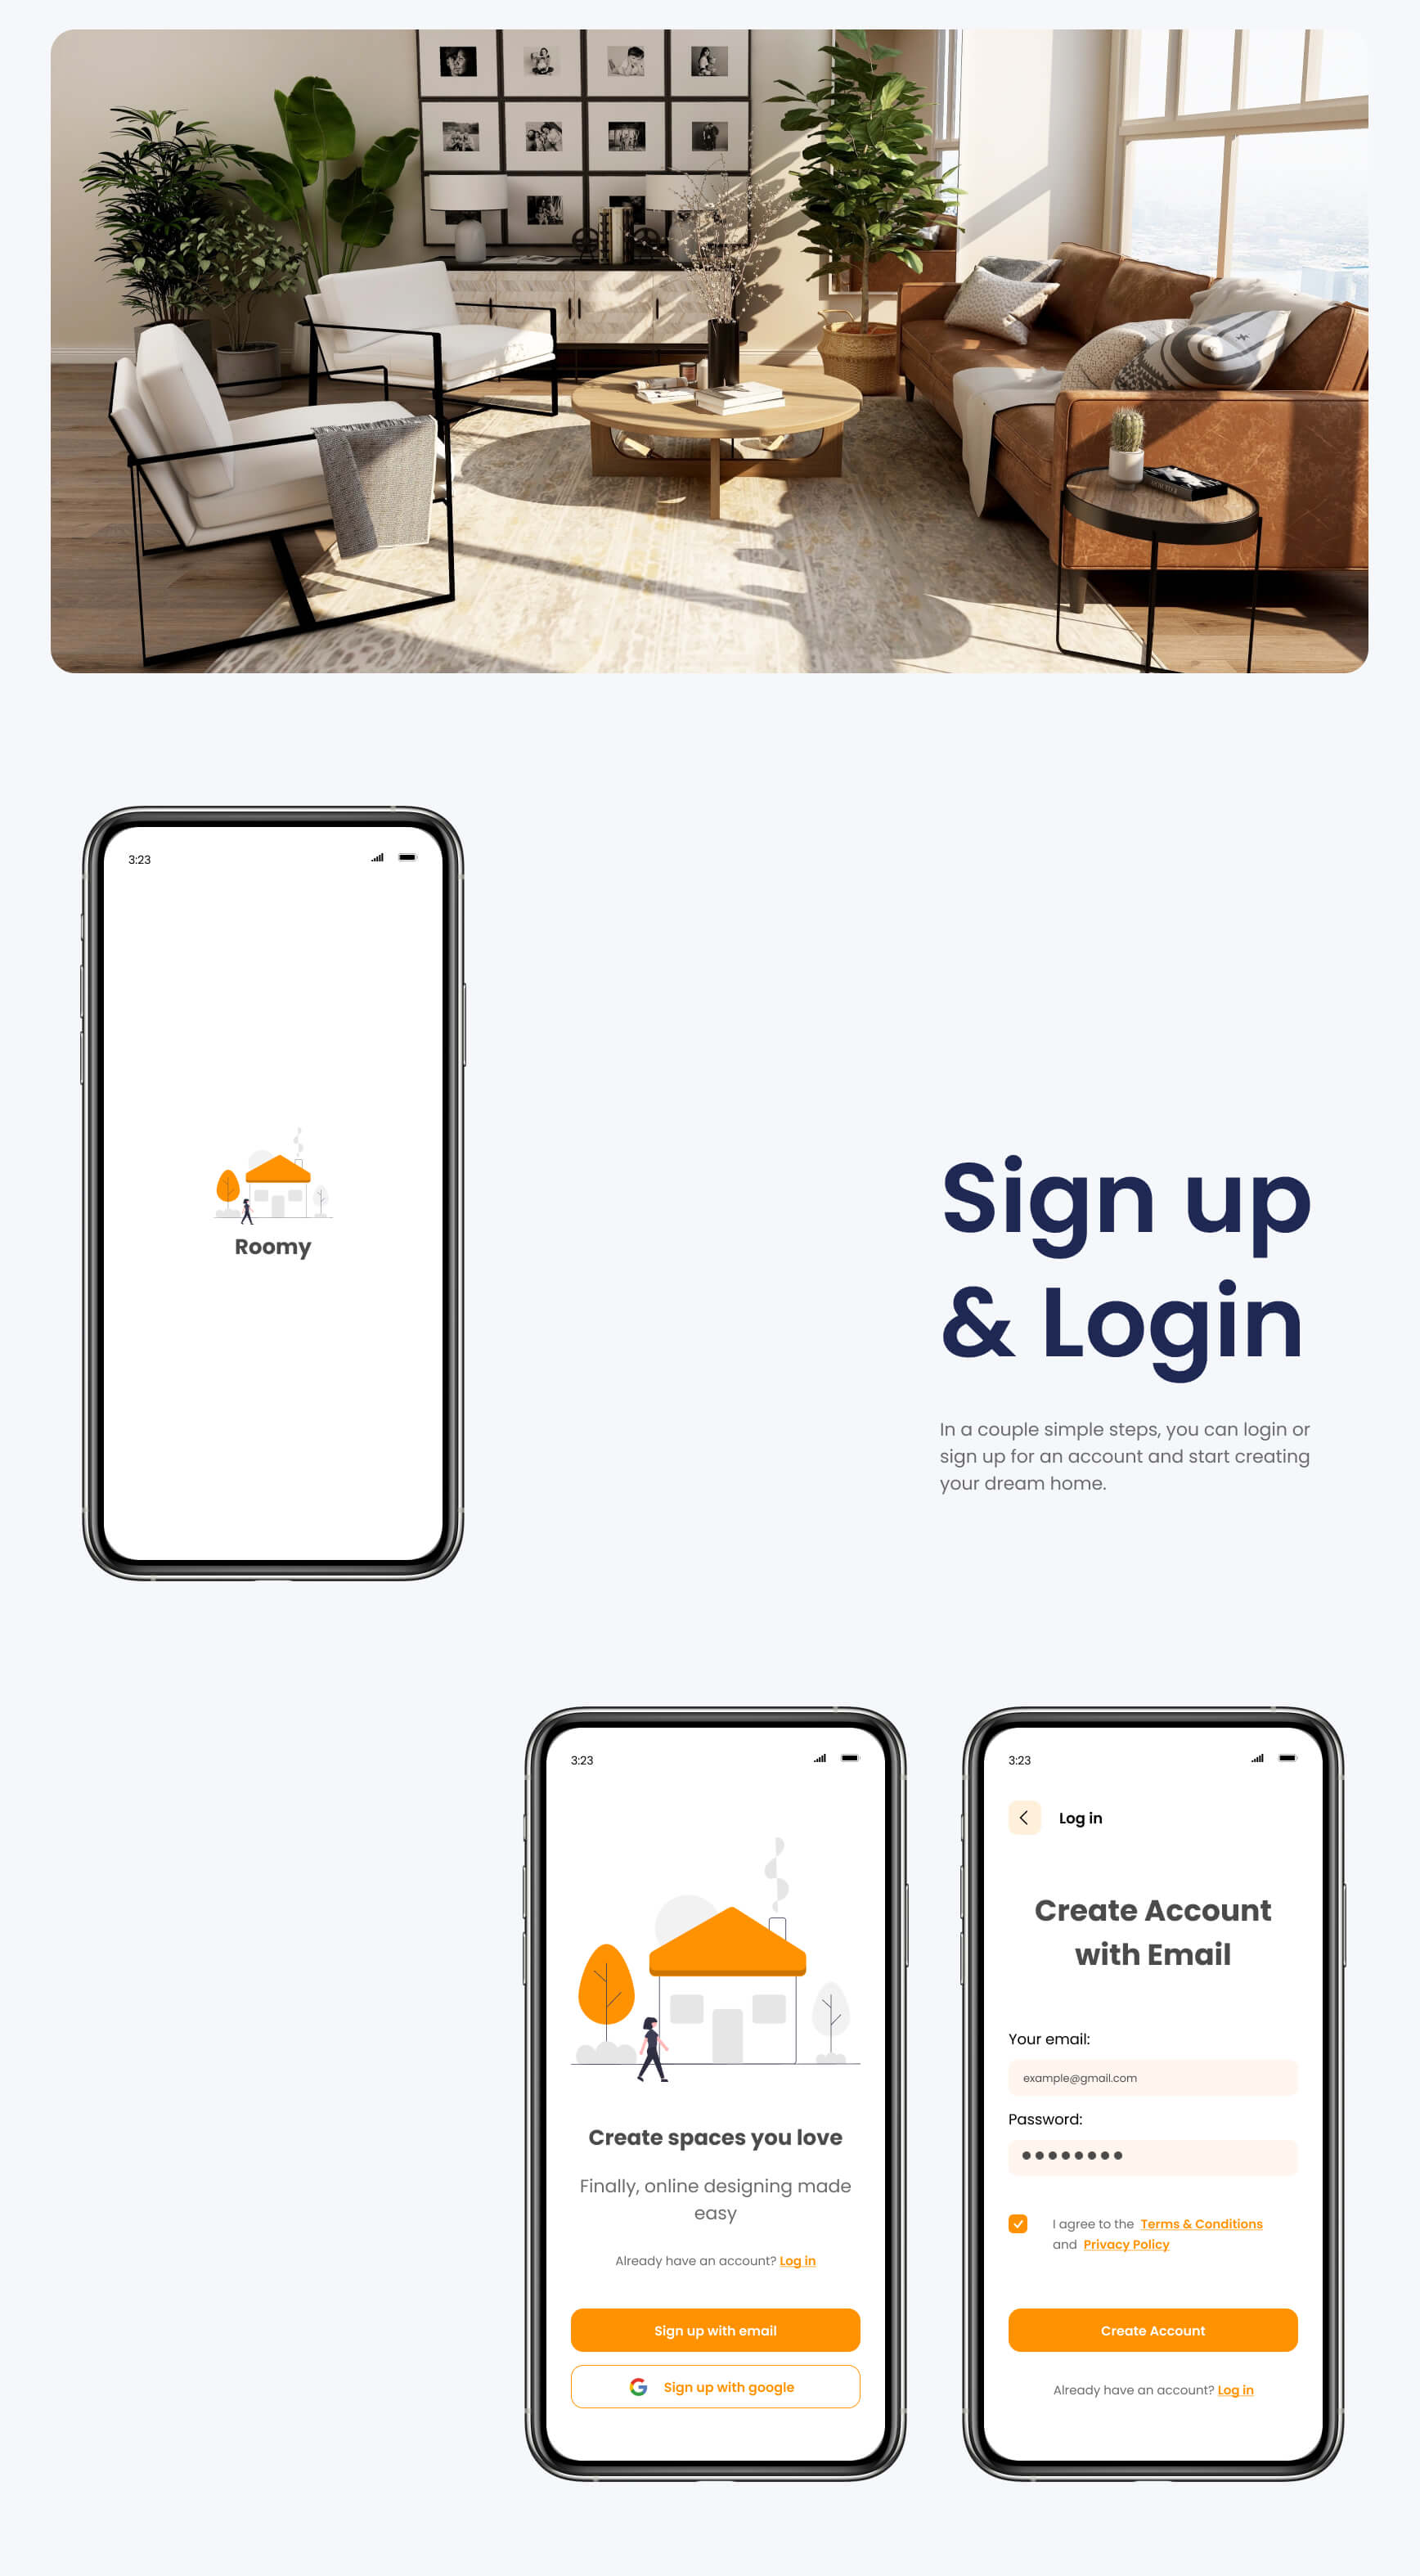 3:23
Roomy
Sign up
& Login
In a couple simple steps, you can login or
sign up for an account and start creating
your dream home.
3:23
Create spaces you love
Finally, online designing made
easy
Already have an account? Log in
Sign up with email
Sign up with google
3:23
Log in
Create Account
with Email
Your email:
example@gmail.com
Password:
I agree to the Terms & Conditions
and Privacy Policy
Create Account
Already have an account? Log in